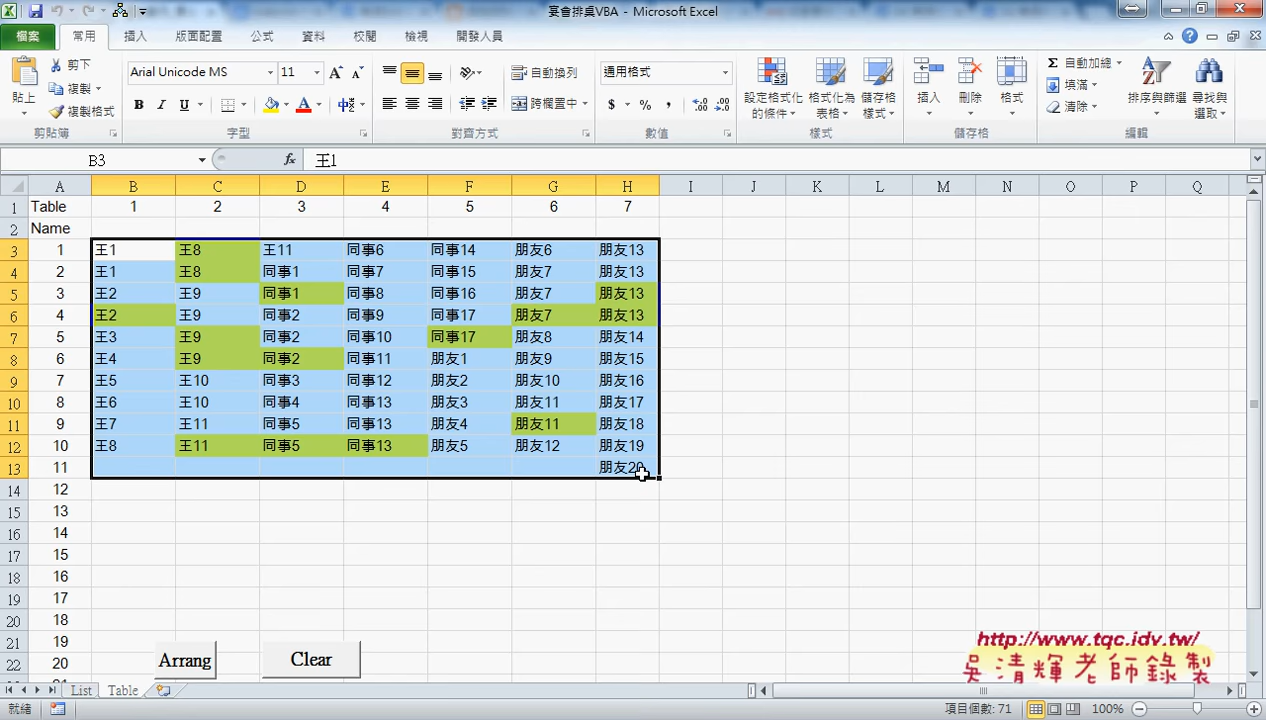 宴會排桌VBA - Microsoft Excel
檔案 常用 插入 版面配置 公式 資料 校閱 檢視 開發人員
貼上 剪下 複製 複製格式 剪貼簿
Arial Unicode MS 11 B I U 字型
自動換列 跨欄置中 對齊方式
通用格式 $ % , 數值
設定格式化的條件 格式化為表格 儲存格樣式 樣式
插入 刪除 格式 儲存格
Σ 自動加總 填滿 清除 排序與篩選 尋找與選取 編輯
B3 fx 王1
A B C D E F G H I J K L M N O P Q
1 Table 1 2 3 4 5 6 7
2 Name
3 1 王1 王8 王11 同事6 同事14 朋友6 朋友13
4 2 王1 王8 同事1 同事7 同事15 朋友7 朋友13
5 3 王2 王9 同事1 同事8 同事16 朋友7 朋友13
6 4 王2 王9 同事2 同事9 同事17 朋友7 朋友13
7 5 王3 王9 同事2 同事10 同事17 朋友8 朋友14
8 6 王4 王9 同事2 同事11 朋友1 朋友9 朋友15
9 7 王5 王10 同事3 同事12 朋友2 朋友10 朋友16
10 8 王6 王10 同事4 同事13 朋友3 朋友11 朋友17
11 9 王7 王11 同事5 同事13 朋友4 朋友11 朋友18
12 10 王8 王11 同事5 同事13 朋友5 朋友12 朋友19
13 11 朋友20
14 12
15 13
16 14
17 15
18 16
19 17
20 18
21 19
22 20
Arrang Clear
http://www.tqc.idv.tw/
吳清輝老師錄製
List Table
就緒 項目個數: 71 100%